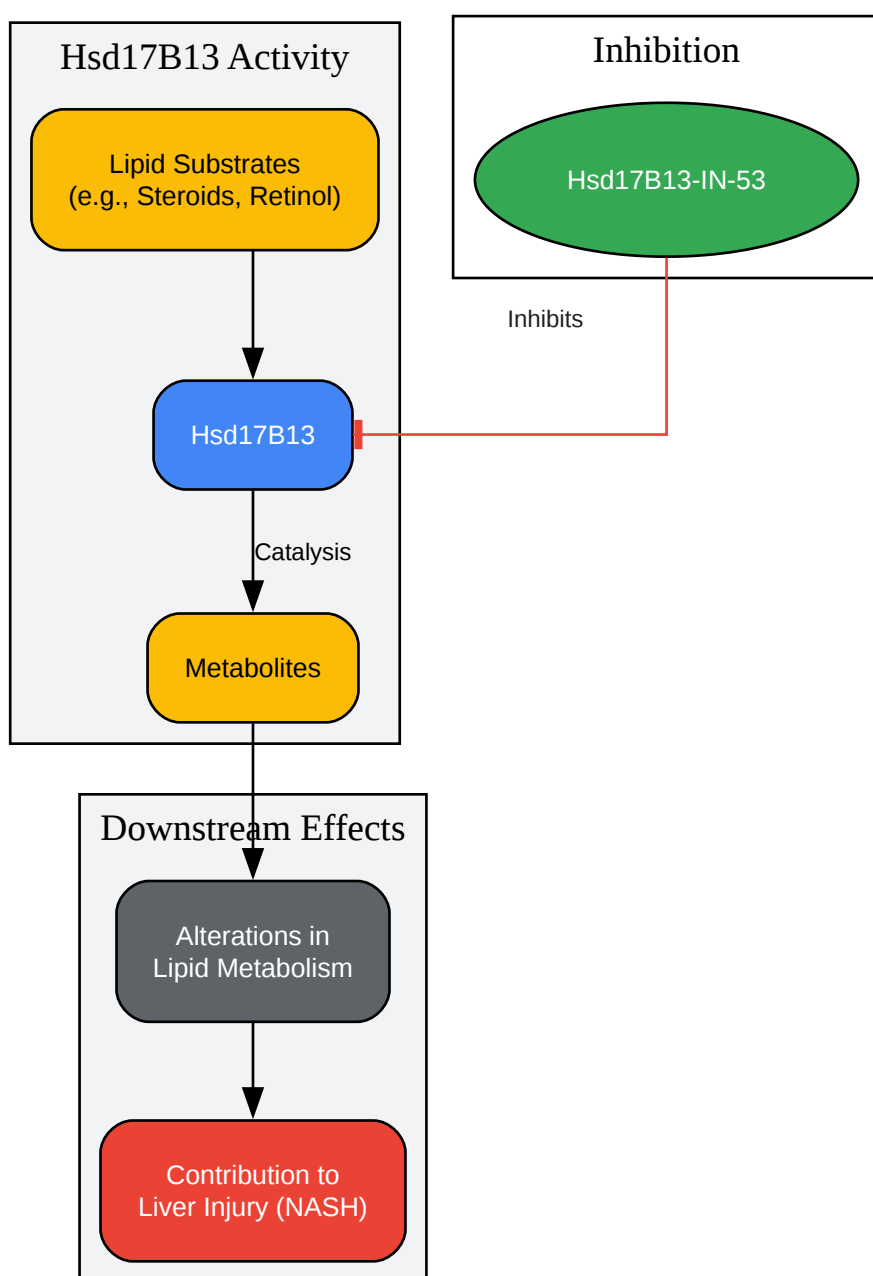 Hsd17B13 Activity
Lipid Substrates
(e.g., Steroids, Retinol)
Hsd17B13
Catalysis
Metabolites
Inhibition
Hsd17B13-IN-53
Inhibits
Downstream Effects
Alterations in
Lipid Metabolism
Contribution to
Liver Injury (NASH)